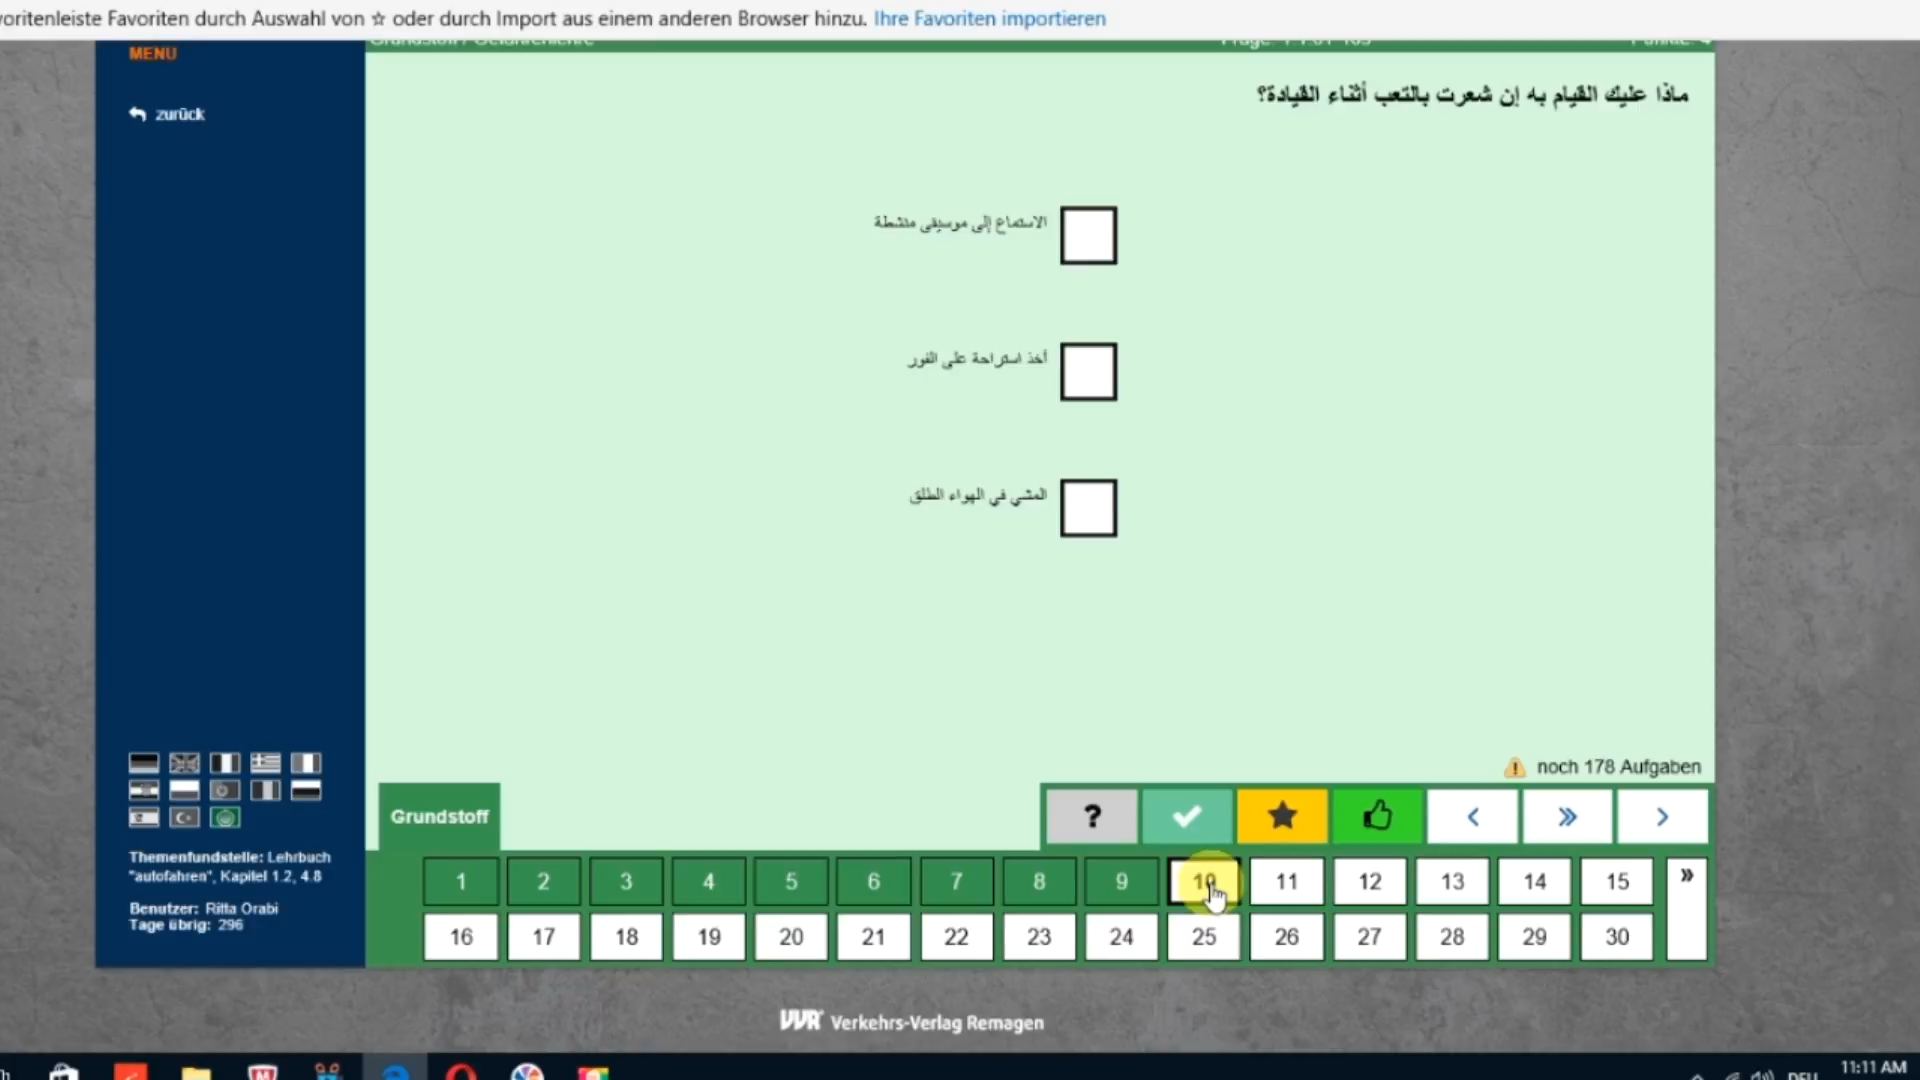 oritenleiste Favoriten durch Auswahl von ☆ oder durch Import aus einem anderen Browser hinzu. Ihre Favoriten importieren
MENU
zurück
ماذا عليك القيام به إن شعرت بالتعب أثناء القيادة؟
الاستماع إلى موسيقى منشطة
أخذ استراحة على الفور
المشي في الهواء الطلق
noch 178 Aufgaben
Grundstoff
?
1 2 3 4 5 6 7 8 9 10 11 12 13 14 15 »
16 17 18 19 20 21 22 23 24 25 26 27 28 29 30
Themenfundstelle: Lehrbuch
"autofahren", Kapitel 1.2, 4.8
Benutzer: Ritta Orabi
Tage übrig: 296
VVR Verkehrs-Verlag Remagen
11:11 AM